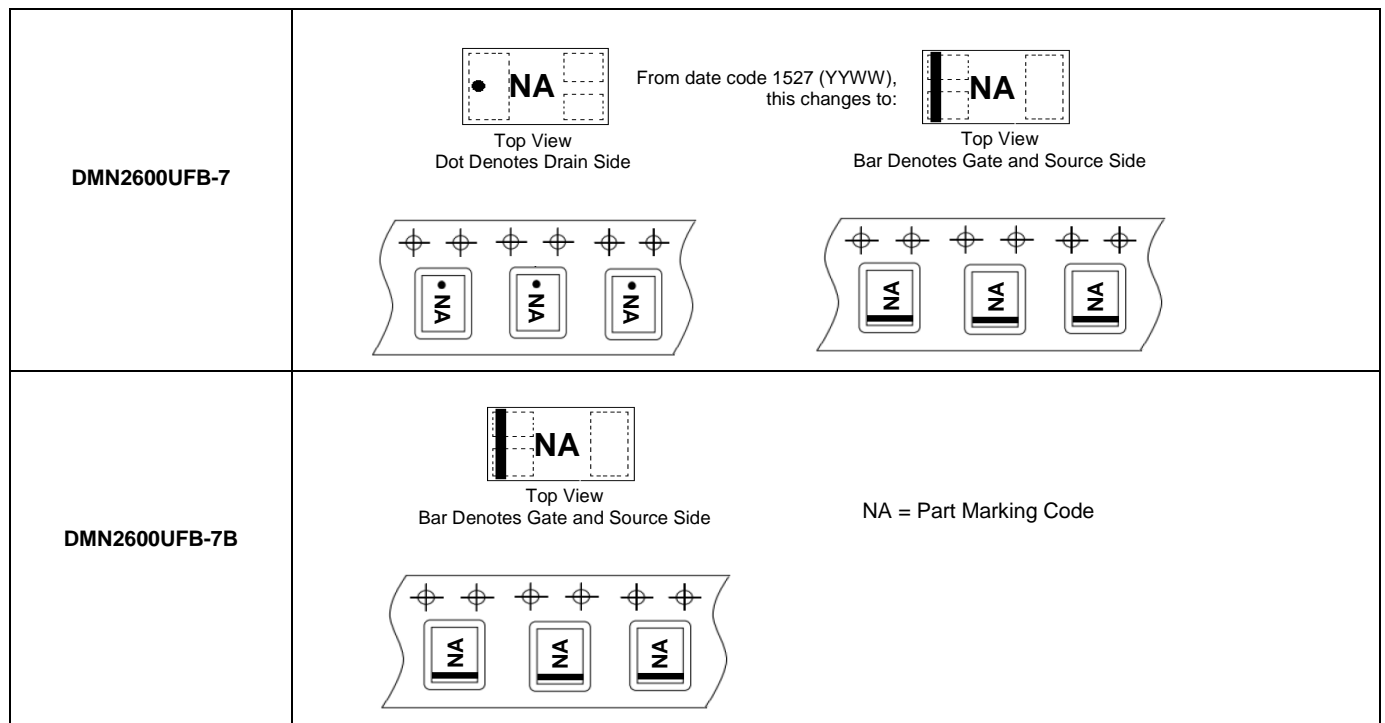 DMN2600UFB-7
NA
Top View
Dot Denotes Drain Side
From date code 1527 (YYWW),
this changes to:
NA
Top View
Bar Denotes Gate and Source Side
NA
NA
NA
NA
NA
NA
DMN2600UFB-7B
NA
Top View
Bar Denotes Gate and Source Side
NA = Part Marking Code
NA
NA
NA